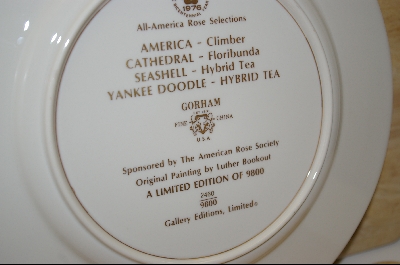 1976
All-America Rose Selections
AMERICA - Climber
CATHEDRAL - Floribunda
SEASHELL - Hybrid Tea
YANKEE DOODLE - HYBRID TEA
GORHAM
FINE CHINA
U.S.A
Sponsored by The American Rose Society
Original Painting by Luther Bookout
A LIMITED EDITION OF 9800
9800
Gallery Editions, Limited®